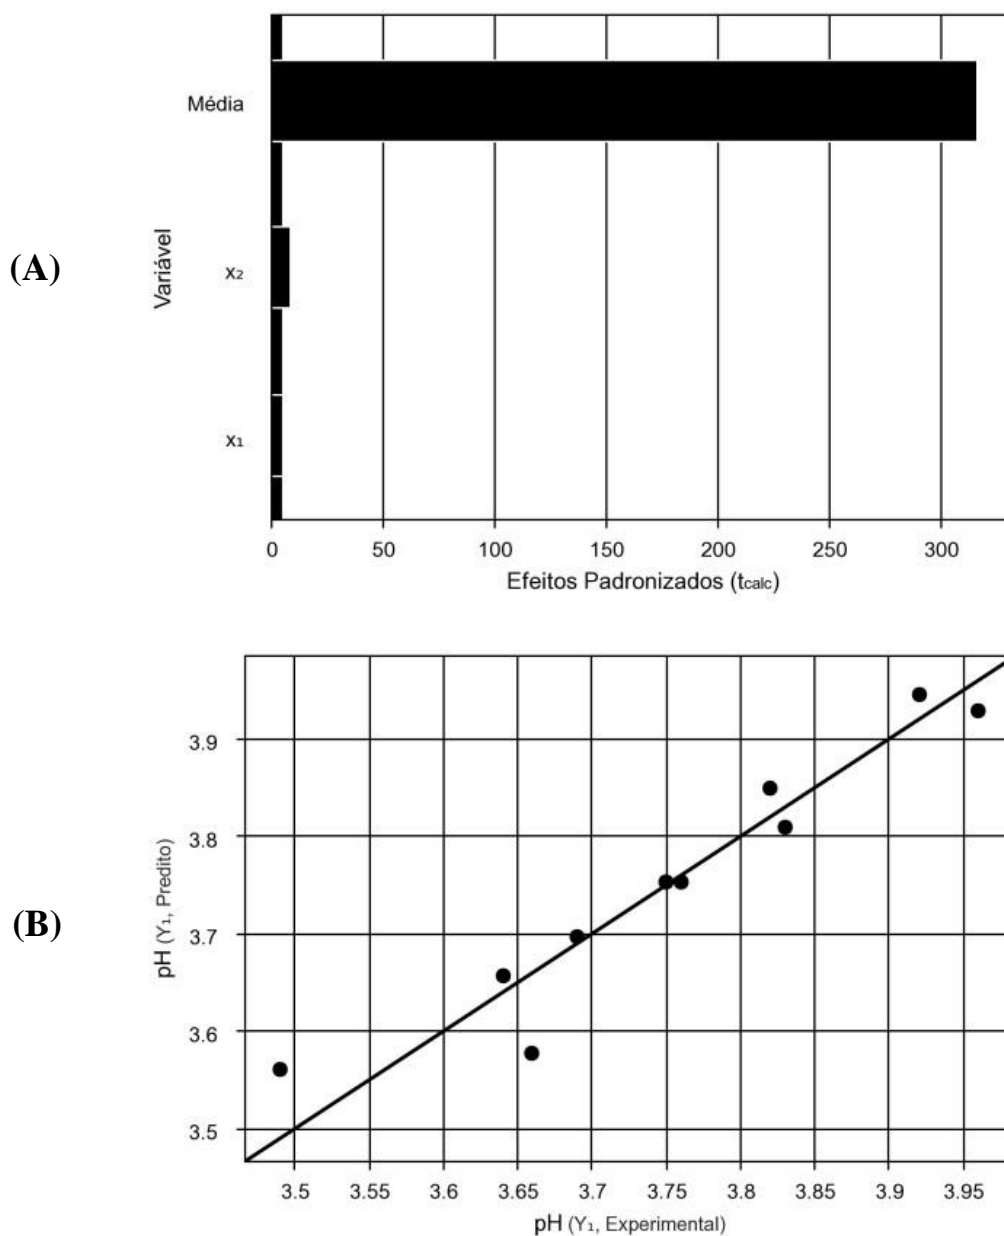 (A)
Variável
Média
x₂
x₁
0 50 100 150 200 250 300
Efeitos Padronizados (tcalc)
(B)
pH (Y₁, Predito)
3.9
3.8
3.7
3.6
3.5
3.5 3.55 3.6 3.65 3.7 3.75 3.8 3.85 3.9 3.95
pH (Y₁, Experimental)